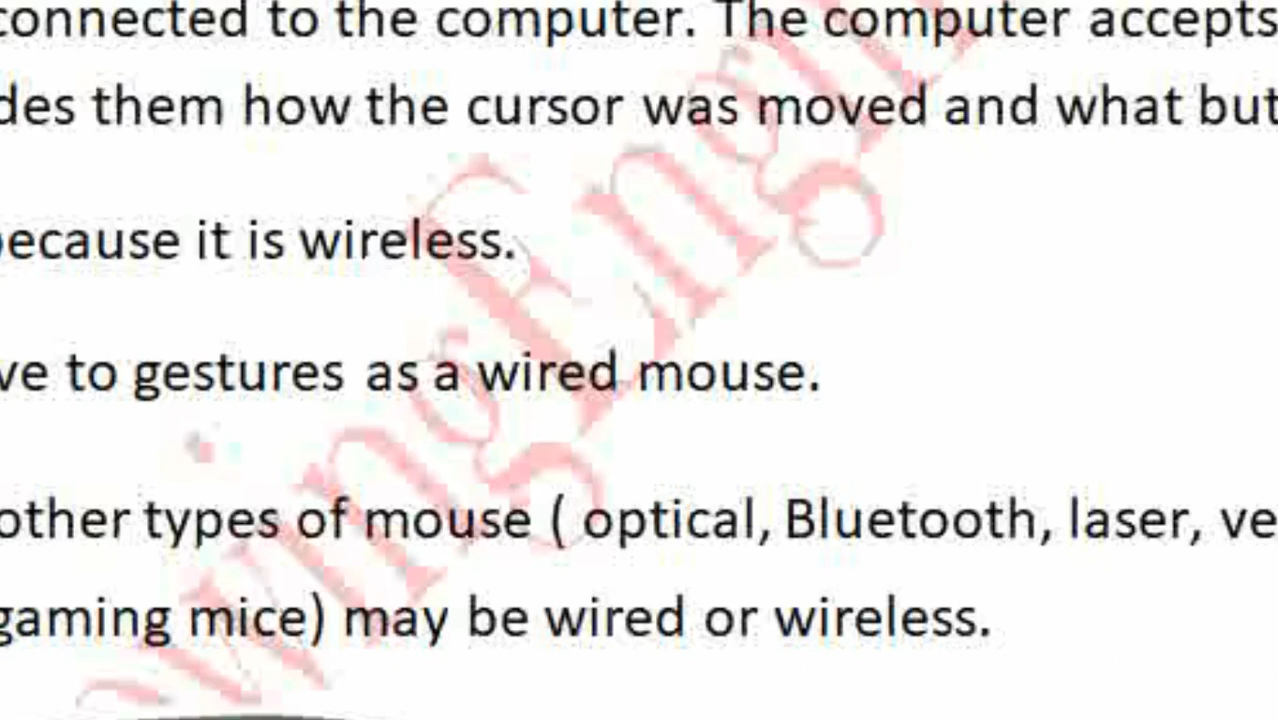 connected to the computer. The computer accepts
des them how the cursor was moved and what but
ecause it is wireless.
ve to gestures as a wired mouse.
other types of mouse ( optical, Bluetooth, laser, ve
gaming mice) may be wired or wireless.